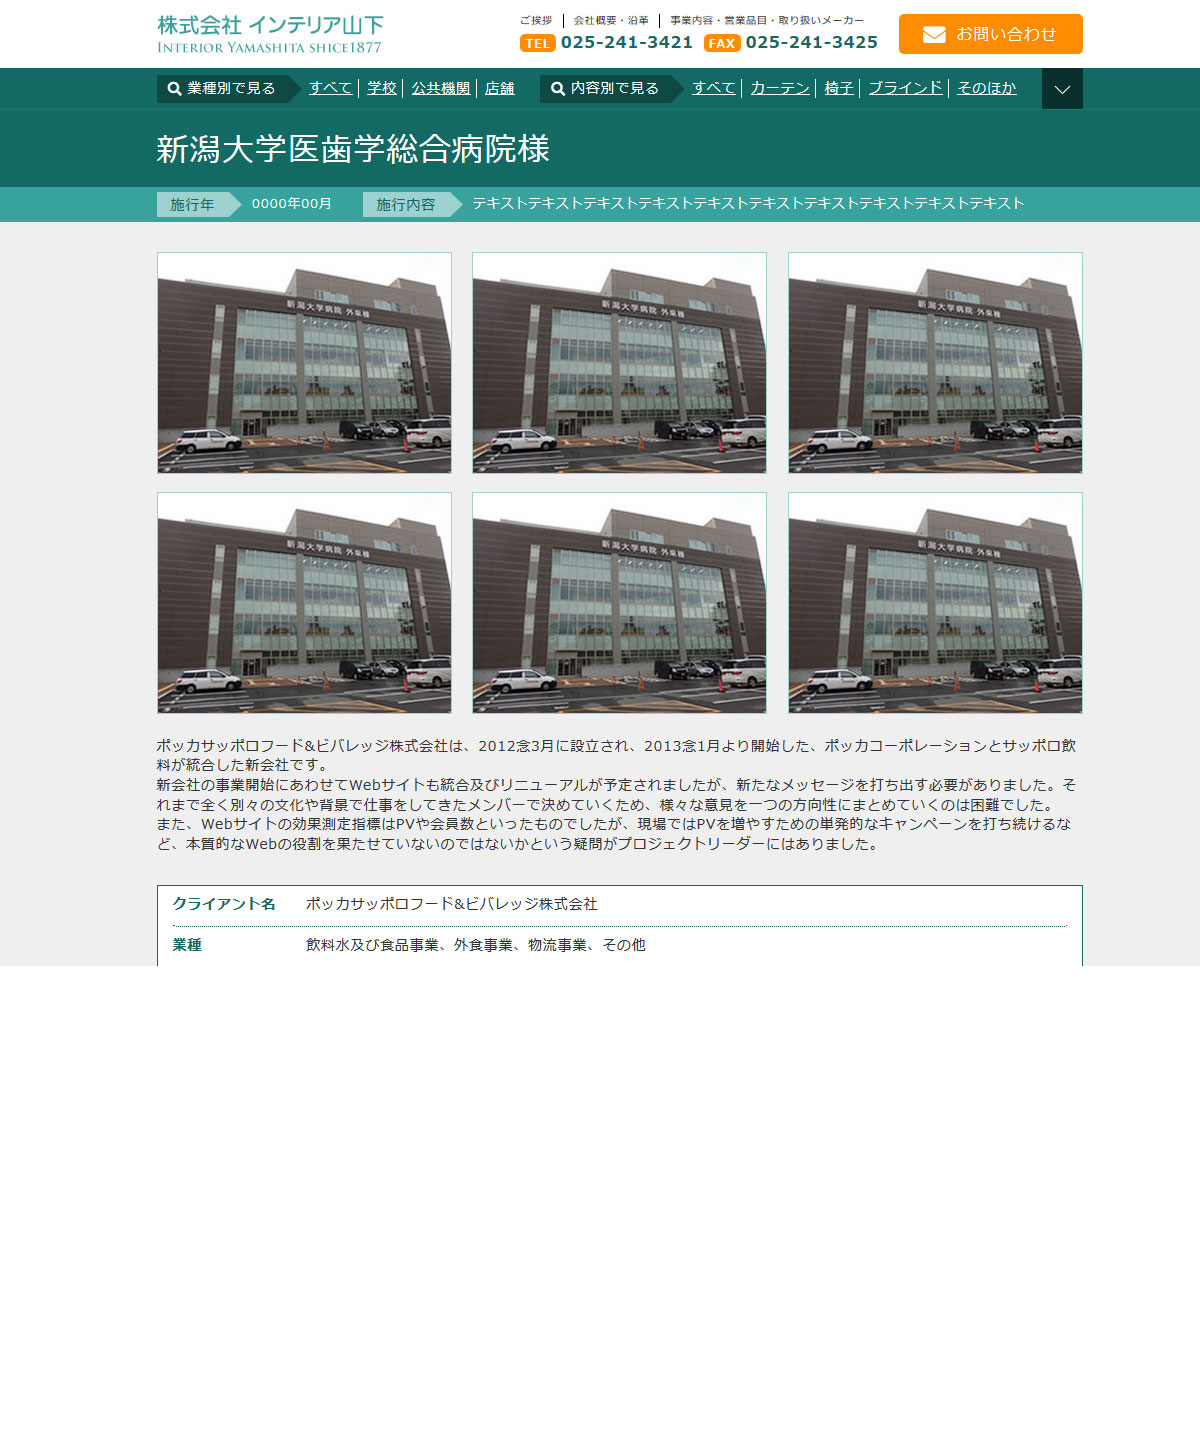 株式会社 インテリア山下
INTERIOR YAMASHITA SHICE1877
ご挨拶 会社概要・沿革 事業内容・営業品目・取り扱いメーカー
TEL 025-241-3421 FAX 025-241-3425
お問い合わせ
業種別で見る すべて 学校 公共機関 店舗 内容別で見る すべて カーテン 椅子 ブラインド そのほか
新潟大学医歯学総合病院様
施行年 0000年00月 施行内容 テキストテキストテキストテキストテキストテキストテキストテキストテキストテキスト
新潟大学病院 外来棟 新潟大学病院 外来棟 新潟大学病院 外来棟
新潟大学病院 外来棟 新潟大学病院 外来棟 新潟大学病院 外来棟
ポッカサッポロフード&ビバレッジ株式会社は、2012念3月に設立され、2013念1月より開始した、ポッカコーポレーションとサッポロ飲
料が統合した新会社です。
新会社の事業開始にあわせてWebサイトも統合及びリニューアルが予定されましたが、新たなメッセージを打ち出す必要がありました。そ
れまで全く別々の文化や背景で仕事をしてきたメンバーで決めていくため、様々な意見を一つの方向性にまとめていくのは困難でした。
また、Webサイトの効果測定指標はPVや会員数といったものでしたが、現場ではPVを増やすための単発的なキャンペーンを打ち続けるな
ど、本質的なWebの役割を果たせていないのではないかという疑問がプロジェクトリーダーにはありました。
クライアント名 ポッカサッポロフード&ビバレッジ株式会社
業種 飲料水及び食品事業、外食事業、物流事業、その他